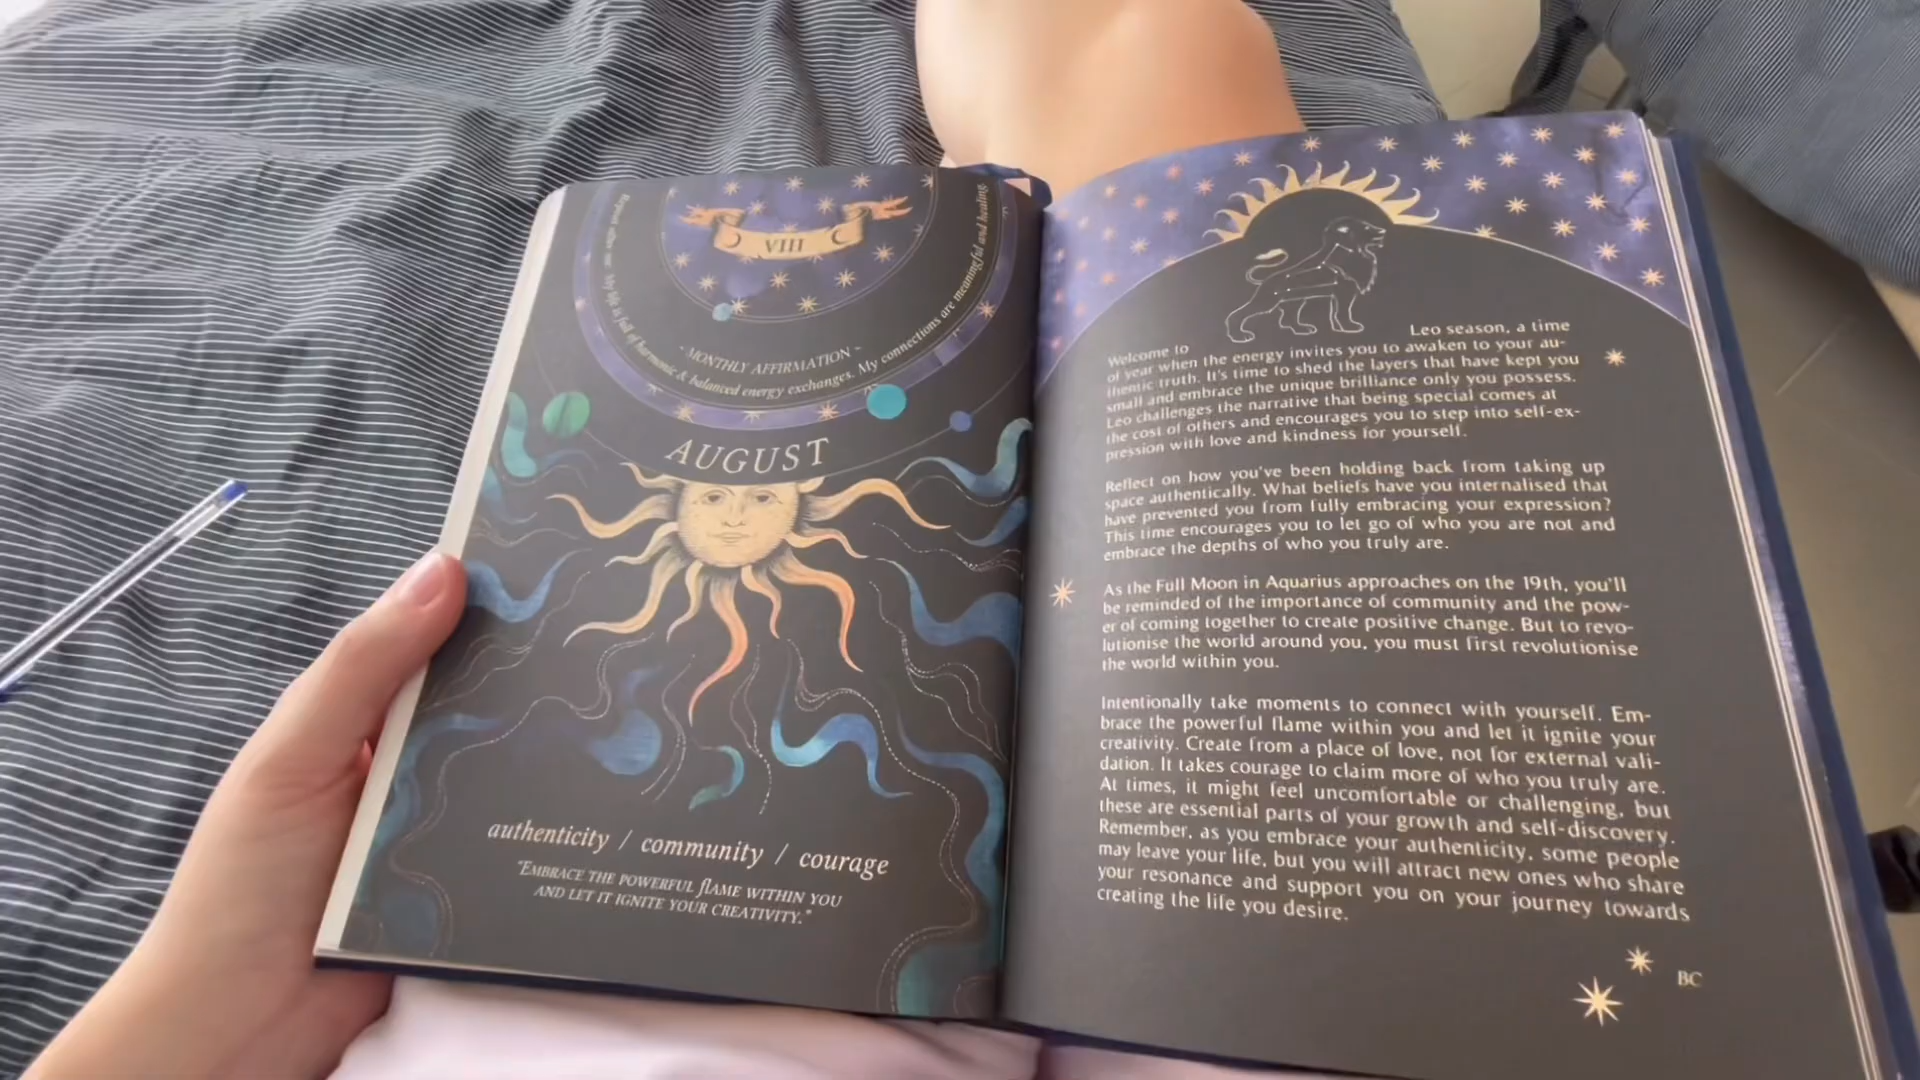 VIII
- MONTHLY AFFIRMATION -
my life is full of harmonic & balanced energy exchanges. My connections are meaningful and healing.
AUGUST
authenticity / community / courage
"EMBRACE THE POWERFUL flAME WITHIN YOU
AND LET IT IGNITE YOUR CREATIVITY."
Welcome to Leo season, a time
of year when the energy invites you to awaken to your au-
thentic truth. It's time to shed the layers that have kept you
small and embrace the unique brilliance only you possess.
Leo challenges the narrative that being special comes at
the cost of others and encourages you to step into self-ex-
pression with love and kindness for yourself.
Reflect on how you've been holding back from taking up
space authentically. What beliefs have you internalised that
have prevented you from fully embracing your expression?
This time encourages you to let go of who you are not and
embrace the depths of who you truly are.
As the Full Moon in Aquarius approaches on the 19th, you'll
be reminded of the importance of community and the pow-
er of coming together to create positive change. But to revo-
lutionise the world around you, you must first revolutionise
the world within you.
Intentionally take moments to connect with yourself. Em-
brace the powerful flame within you and let it ignite your
creativity. Create from a place of love, not for external vali-
dation. It takes courage to claim more of who you truly are.
At times, it might feel uncomfortable or challenging, but
these are essential parts of your growth and self-discovery.
Remember, as you embrace your authenticity, some people
may leave your life, but you will attract new ones who share
your resonance and support you on your journey towards
creating the life you desire.
BC